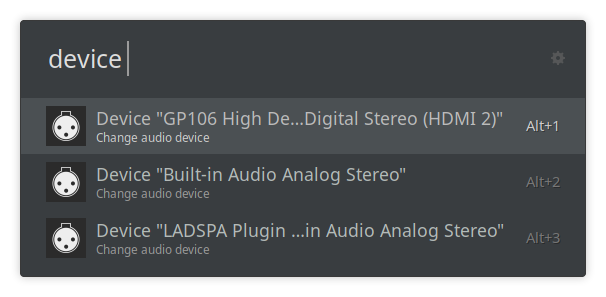 device
Device "GP106 High De...Digital Stereo (HDMI 2)"
Change audio device
Alt+1
Device "Built-in Audio Analog Stereo"
Change audio device
Alt+2
Device "LADSPA Plugin ...in Audio Analog Stereo"
Change audio device
Alt+3